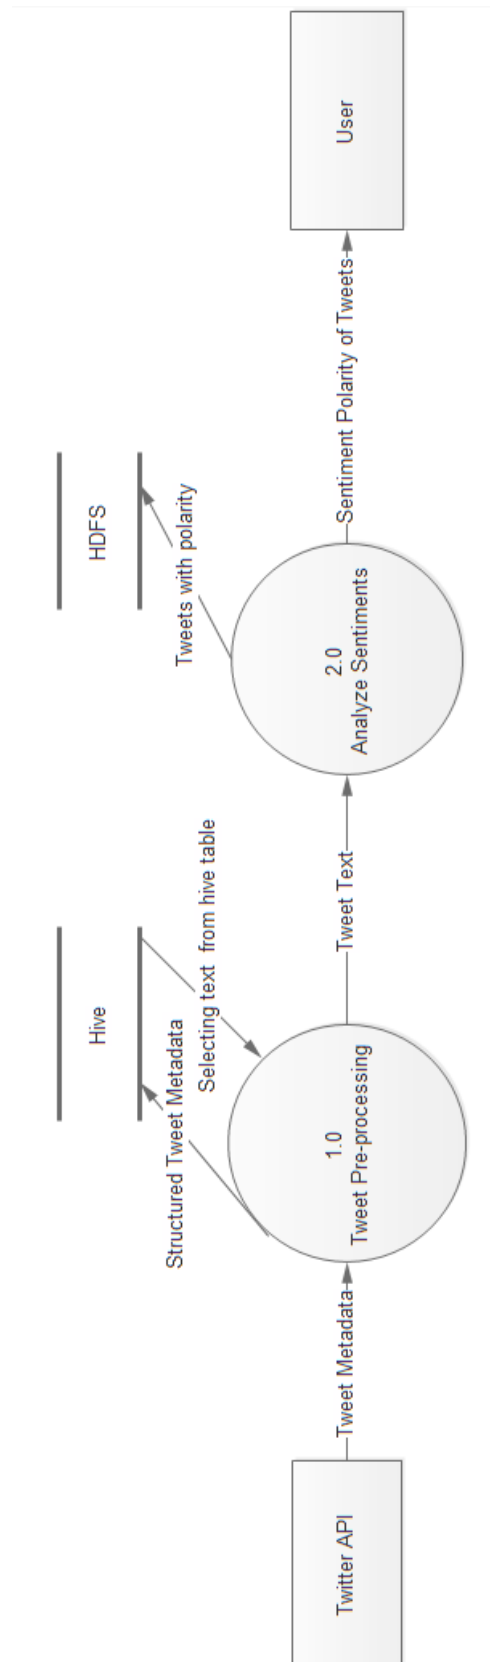 HDFS
Hive
Tweets with polarity
Structured Tweet Metadata
Selecting text from hive table
Twitter API
Tweet Metadata
1.0
Tweet Pre-processing
Tweet Text
2.0
Analyze Sentiments
Sentiment Polarity of Tweets
User